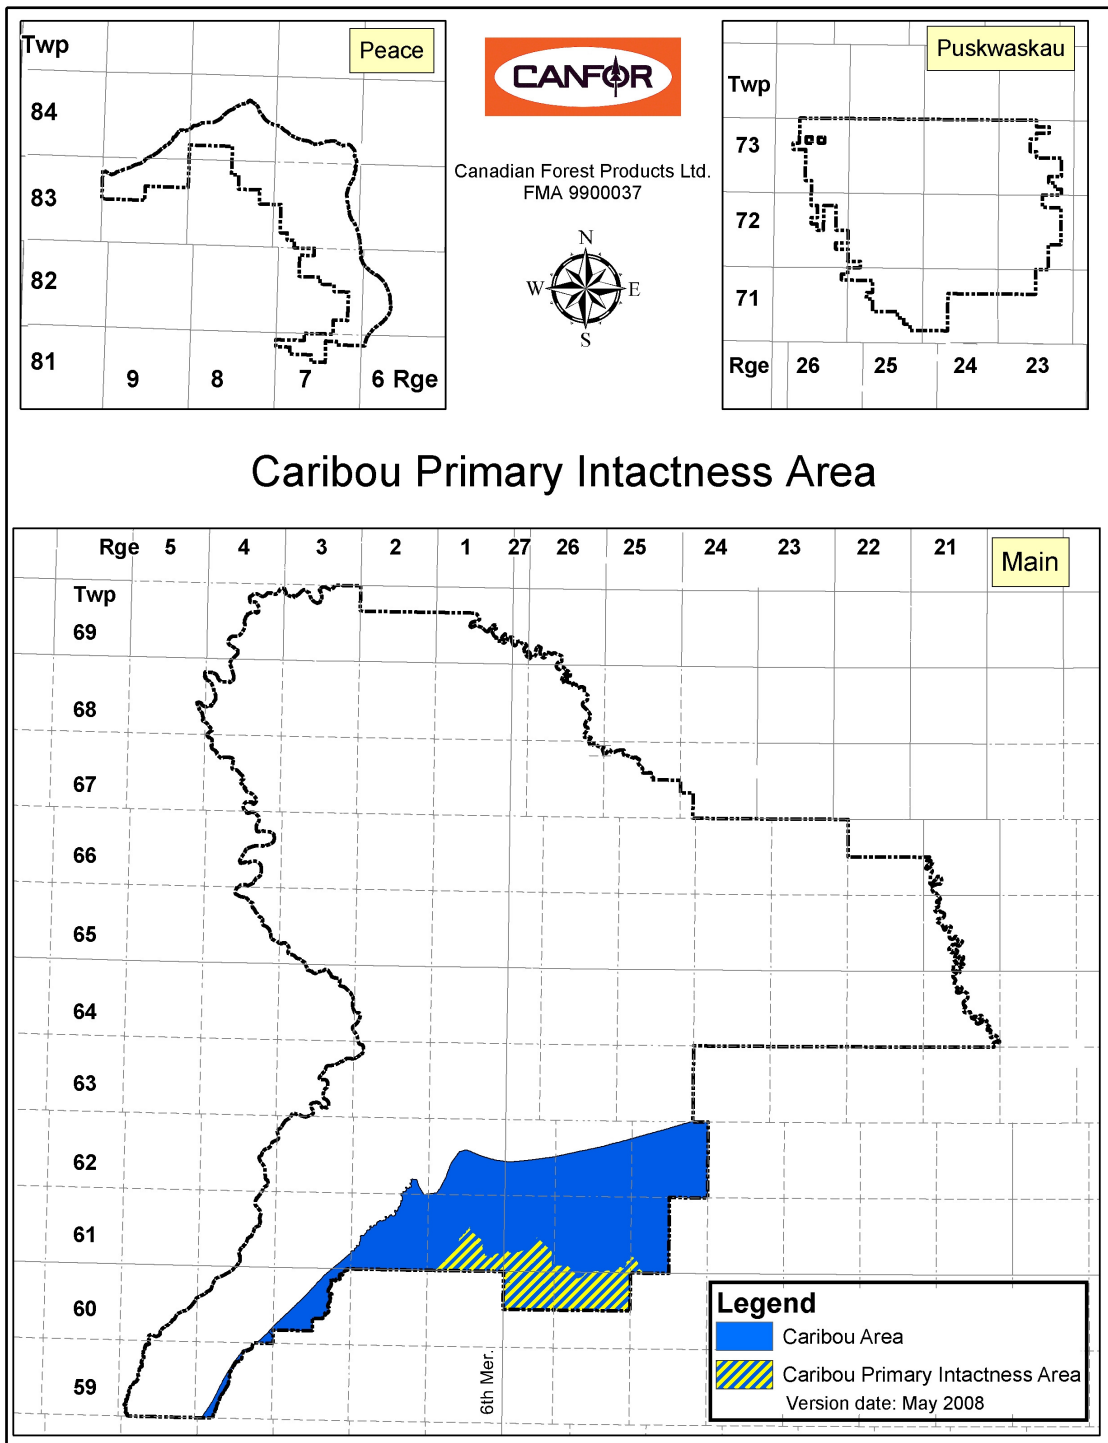 Twp
Peace
84
83
82
81
9 8 7 6 Rge
CANFOR
Canadian Forest Products Ltd.
FMA 9900037
N
W E
S
Puskwaskau
Twp
73
72
71
Rge 26 25 24 23
Caribou Primary Intactness Area
Rge 5 4 3 2 1 27 26 25 24 23 22 21
Main
Twp
69
68
67
66
65
64
63
62
61
60
59
6th Mer.
Legend
Caribou Area
Caribou Primary Intactness Area
Version date: May 2008